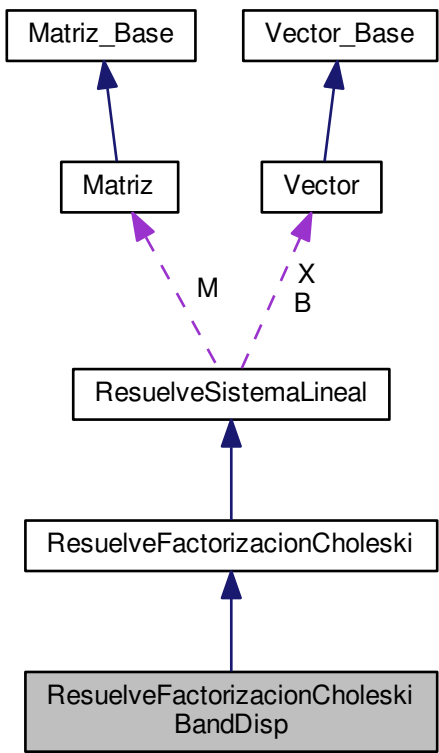 Matriz_Base
Vector_Base
Matriz
Vector
M
X
B
ResuelveSistemaLineal
ResuelveFactorizacionCholeski
ResuelveFactorizacionCholeski
BandDisp